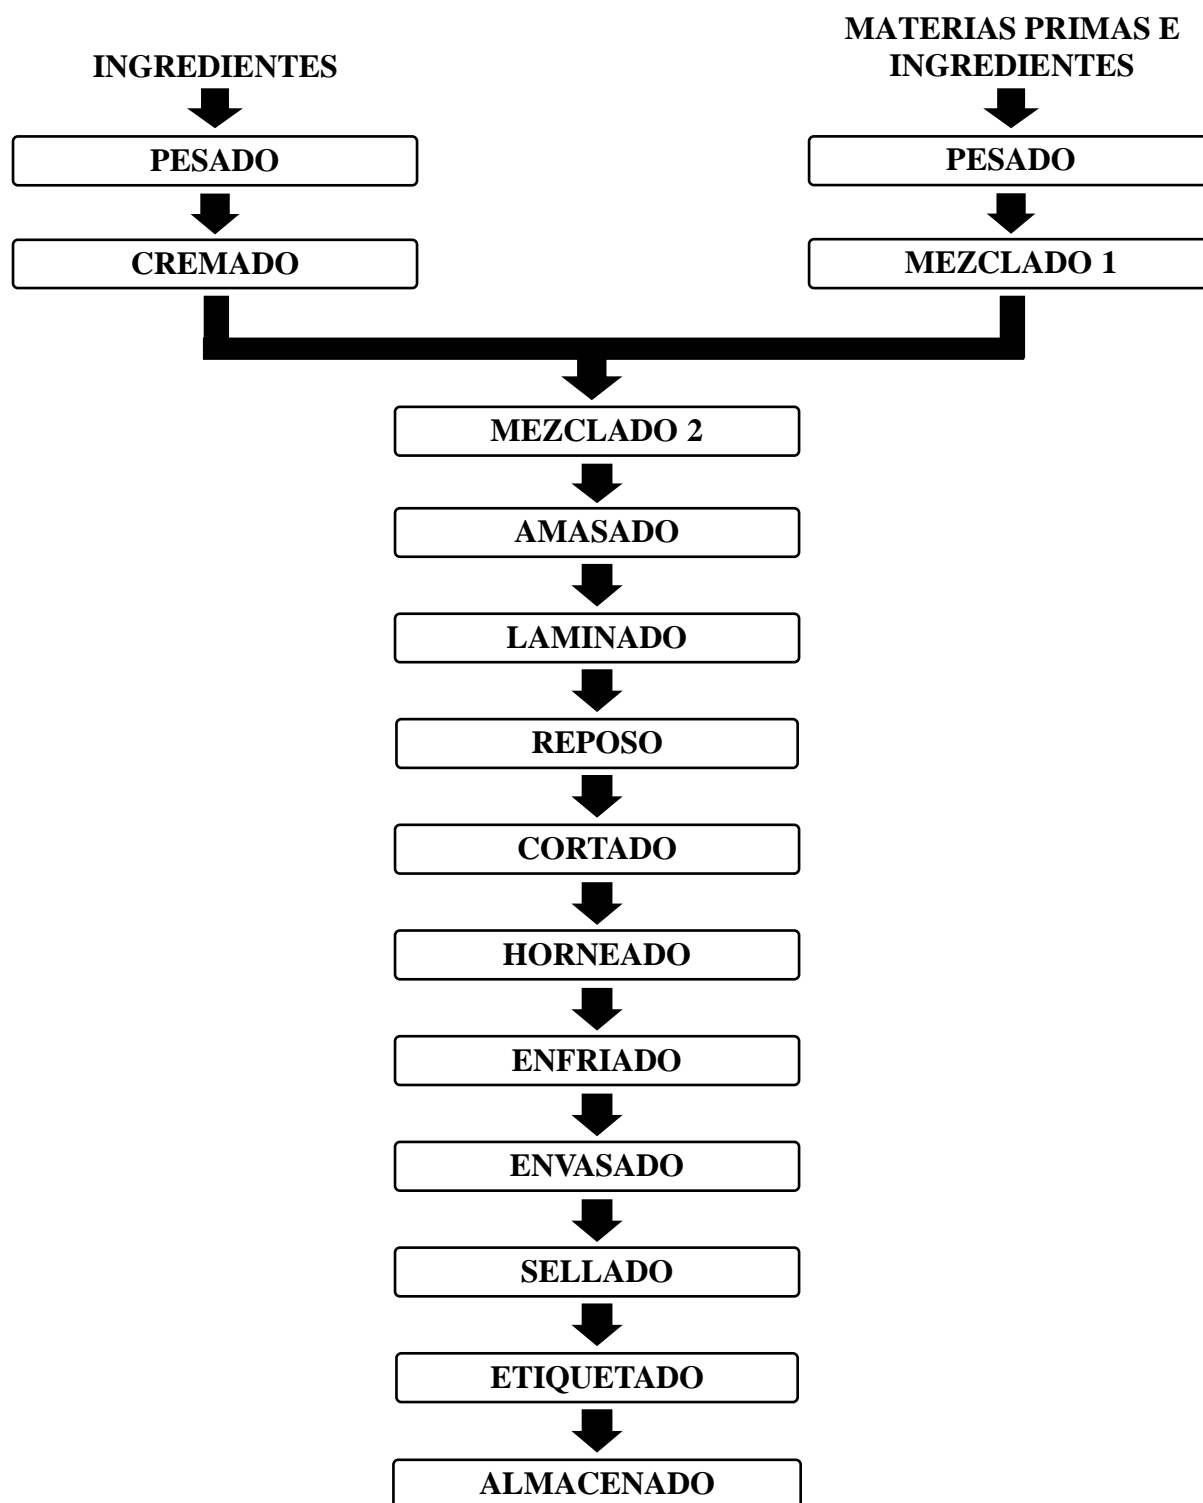 INGREDIENTES
PESADO
CREMADO
MATERIAS PRIMAS E
INGREDIENTES
PESADO
MEZCLADO 1
MEZCLADO 2
AMASADO
LAMINADO
REPOSO
CORTADO
HORNEADO
ENFRIADO
ENVASADO
SELLADO
ETIQUETADO
ALMACENADO